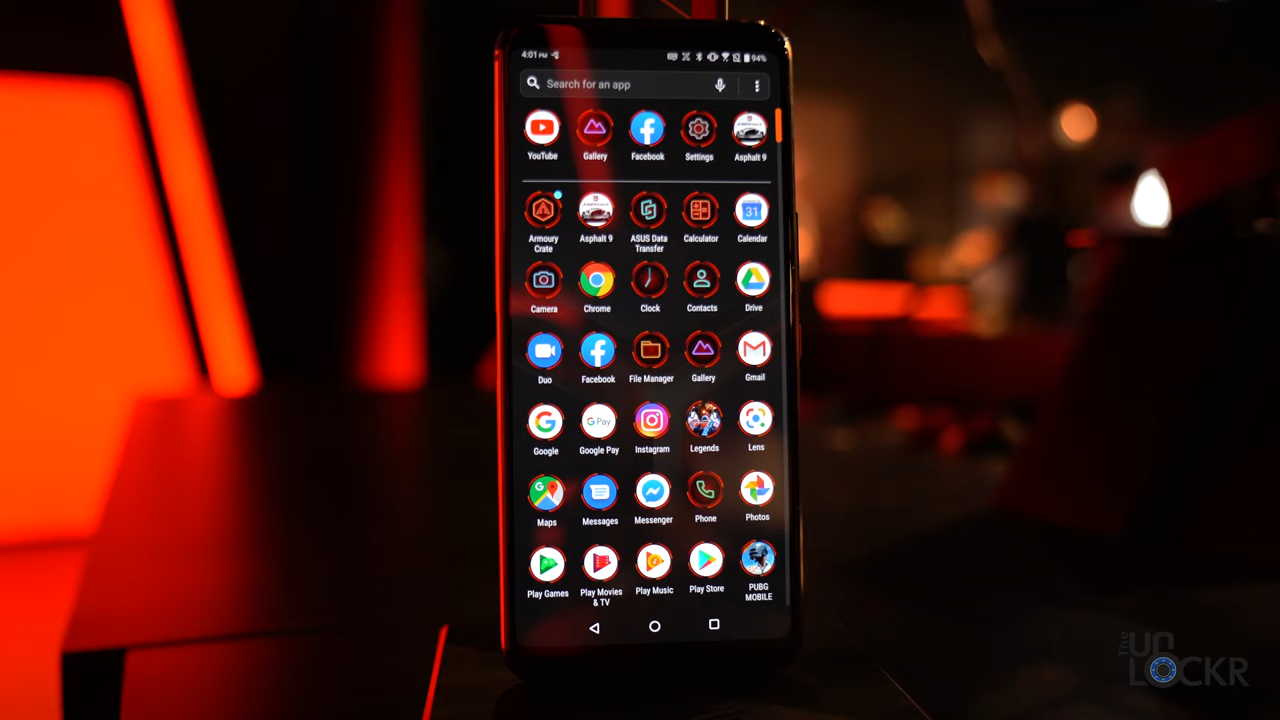 4:01 PM
94%
Search for an app
YouTube
Gallery
Facebook
Settings
Asphalt 9
Armoury
Crate
Asphalt 9
ASUS Data
Transfer
Calculator
31
Calendar
Camera
Chrome
Clock
Contacts
Drive
Duo
Facebook
File Manager
Gallery
Gmail
G Pay
Google
Google Pay
Instagram
Legends
Lens
Maps
Messages
Messenger
Phone
Photos
Play Games
Play Movies
& TV
Play Music
Play Store
PUBG
MOBILE
The
UN
LOCKR